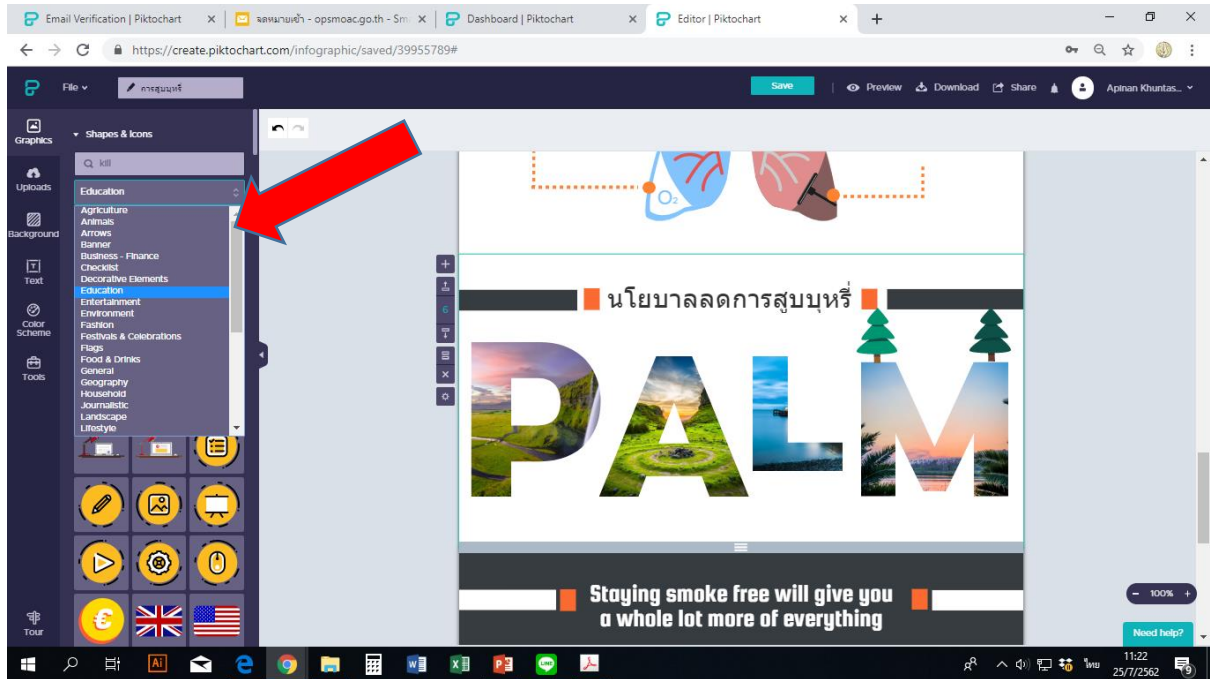 Email Verification | Piktochart
จดหมายเข้า - opsmoac.go.th - Sm
Dashboard | Piktochart
Editor | Piktochart
https://create.piktochart.com/infographic/saved/39955789#
File
การสูบบุหรี่
Save
Preview
Download
Share
Apinan Khuntas...
Graphics
Uploads
Background
Text
Color Scheme
Tools
Tour
Shapes & Icons
kill
Education
Agriculture
Animals
Arrows
Banner
Business - Finance
Checklist
Decorative Elements
Education
Entertainment
Environment
Fashion
Festivals & Celebrations
Flags
Food & Drinks
General
Geography
Household
Journalistic
Landscape
Lifestyle
O2
6
นโยบาลลดการสูบบุหรี่
PALM
Staying smoke free will give you
a whole lot more of everything
- 100% +
Need help?
ไทย
11:22
25/7/2562
9